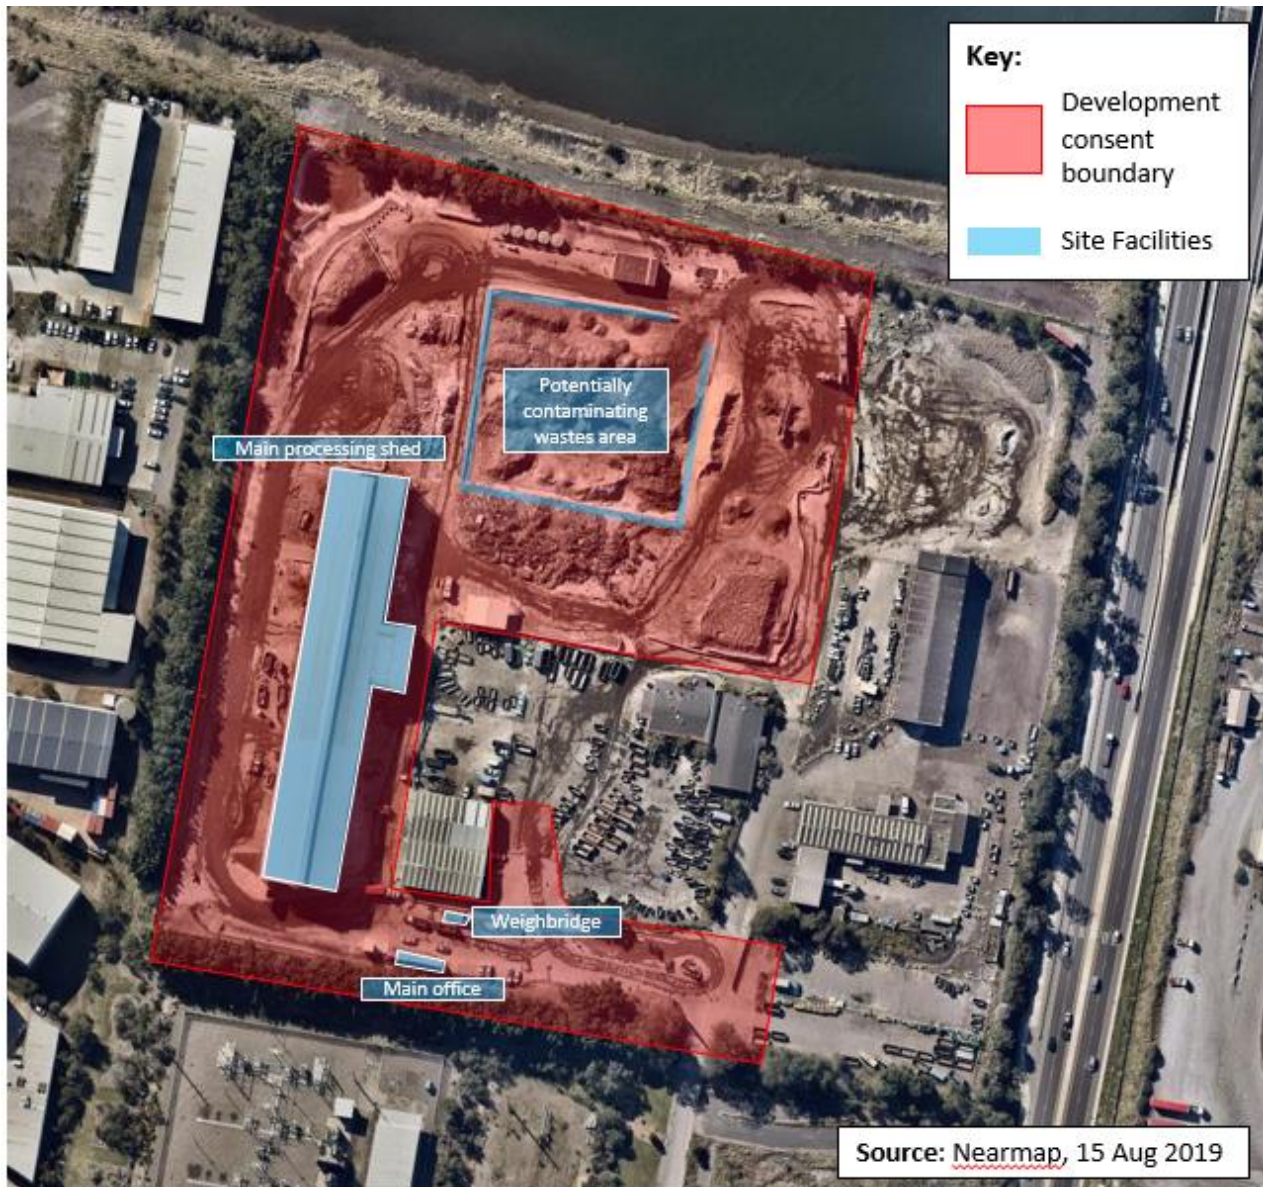 Key:
Development
consent
boundary
Site Facilities
Potentially
contaminating
wastes area
Main processing shed
Weighbridge
Main office
Source: Nearmap, 15 Aug 2019